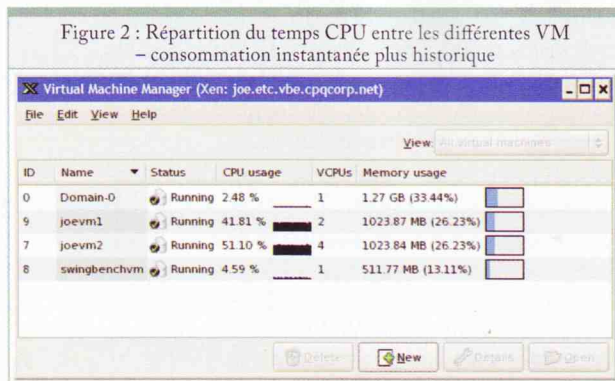 Figure 2 : Répartition du temps CPU entre les différentes VM
– consommation instantanée plus historique
Virtual Machine Manager (Xen: joe.etc.vbe.cpqcorp.net)
File Edit View Help
View: All virtual machines
ID Name Status CPU usage VCPUs Memory usage
0 Domain-0 Running 2.48 % 1 1.27 GB (33.44%)
9 joevm1 Running 41.81 % 2 1023.87 MB (26.23%)
7 joevm2 Running 51.10 % 4 1023.84 MB (26.23%)
8 swingbenchvm Running 4.59 % 1 511.77 MB (13.11%)
Delete New Details Open